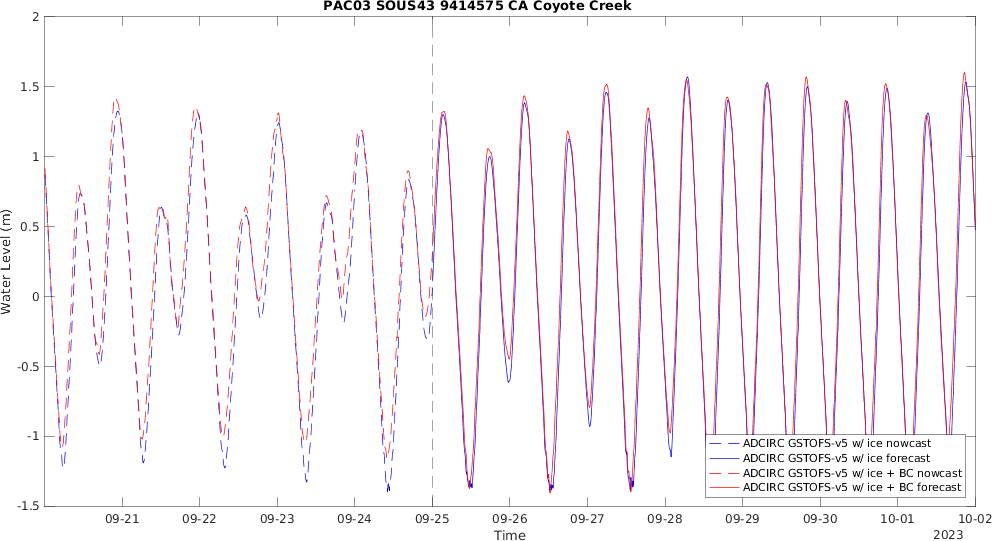 PAC03 SOUS43 9414575 CA Coyote Creek
2
1.5
1
0.5
0
-0.5
-1
-1.5
Water Level (m)
ADCIRC GSTOFS-v5 w/ ice nowcast
ADCIRC GSTOFS-v5 w/ ice forecast
ADCIRC GSTOFS-v5 w/ ice + BC nowcast
ADCIRC GSTOFS-v5 w/ ice + BC forecast
09-21 09-22 09-23 09-24 09-25 09-26 09-27 09-28 09-29 09-30 10-01 10-02
Time
2023